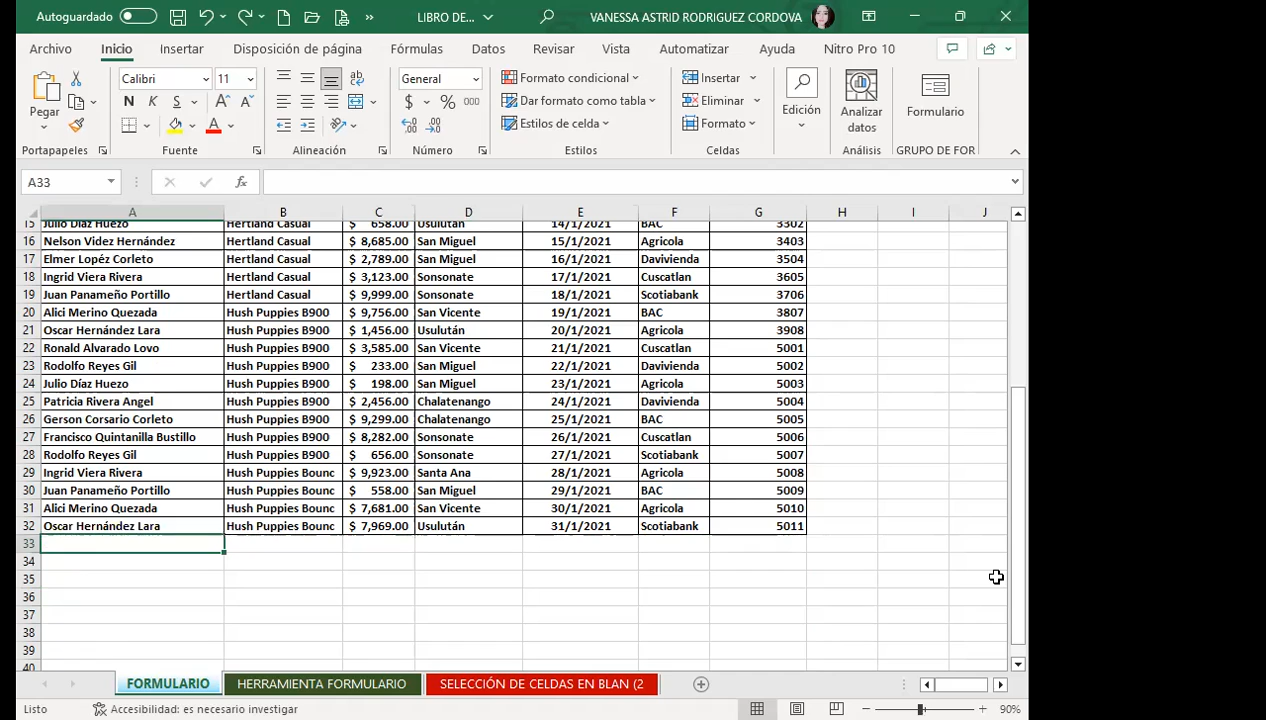 Autoguardado LIBRO DE... VANESSA ASTRID RODRIGUEZ CORDOVA
Archivo Inicio Insertar Disposición de página Fórmulas Datos Revisar Vista Automatizar Ayuda Nitro Pro 10
Pegar
Portapapeles
Calibri 11
N K S
Fuente
Alineación
General
$ % 000
Número
Formato condicional
Dar formato como tabla
Estilos de celda
Estilos
Insertar
Eliminar
Formato
Celdas
Edición
Analizar datos
Análisis
Formulario
GRUPO DE FOR
A33 fx
A B C D E F G H I J
15 Julio Díaz Huezo Hertland Casual $ 658.00 Usulután 14/1/2021 BAC 3302
16 Nelson Videz Hernández Hertland Casual $ 8,685.00 San Miguel 15/1/2021 Agricola 3403
17 Elmer Lopéz Corleto Hertland Casual $ 2,789.00 San Miguel 16/1/2021 Davivienda 3504
18 Ingrid Viera Rivera Hertland Casual $ 3,123.00 Sonsonate 17/1/2021 Cuscatlan 3605
19 Juan Panameño Portillo Hertland Casual $ 9,999.00 Sonsonate 18/1/2021 Scotiabank 3706
20 Alici Merino Quezada Hush Puppies B900 $ 9,756.00 San Vicente 19/1/2021 BAC 3807
21 Oscar Hernández Lara Hush Puppies B900 $ 1,456.00 Usulután 20/1/2021 Agricola 3908
22 Ronald Alvarado Lovo Hush Puppies B900 $ 3,585.00 San Vicente 21/1/2021 Cuscatlan 5001
23 Rodolfo Reyes Gil Hush Puppies B900 $ 233.00 San Miguel 22/1/2021 Davivienda 5002
24 Julio Díaz Huezo Hush Puppies B900 $ 198.00 San Miguel 23/1/2021 Agricola 5003
25 Patricia Rivera Angel Hush Puppies B900 $ 2,456.00 Chalatenango 24/1/2021 Davivienda 5004
26 Gerson Corsario Corleto Hush Puppies B900 $ 9,299.00 Chalatenango 25/1/2021 BAC 5005
27 Francisco Quintanilla Bustillo Hush Puppies B900 $ 8,282.00 Sonsonate 26/1/2021 Cuscatlan 5006
28 Rodolfo Reyes Gil Hush Puppies B900 $ 656.00 Sonsonate 27/1/2021 Scotiabank 5007
29 Ingrid Viera Rivera Hush Puppies Bounc $ 9,923.00 Santa Ana 28/1/2021 Agricola 5008
30 Juan Panameño Portillo Hush Puppies Bounc $ 558.00 San Miguel 29/1/2021 BAC 5009
31 Alici Merino Quezada Hush Puppies Bounc $ 7,681.00 San Vicente 30/1/2021 Agricola 5010
32 Oscar Hernández Lara Hush Puppies Bounc $ 7,969.00 Usulután 31/1/2021 Scotiabank 5011
33
34
35
36
37
38
39
40
FORMULARIO HERRAMIENTA FORMULARIO SELECCIÓN DE CELDAS EN BLAN (2
Listo Accesibilidad: es necesario investigar 90%